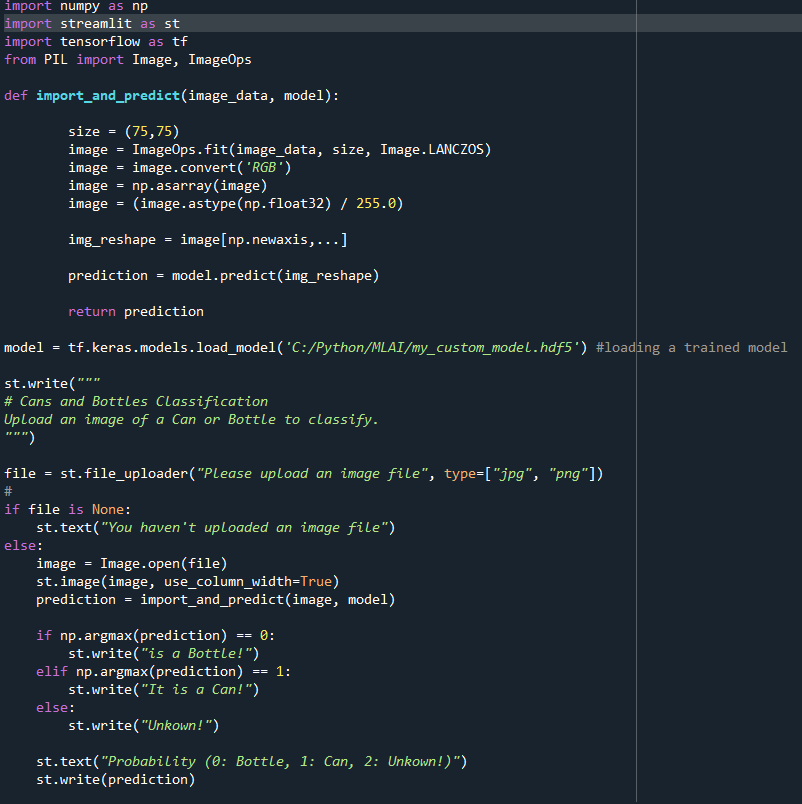 import numpy as np
import streamlit as st
import tensorflow as tf
from PIL import Image, ImageOps
def import_and_predict(image_data, model):
size = (75,75)
image = ImageOps.fit(image_data, size, Image.LANCZOS)
image = image.convert('RGB')
image = np.asarray(image)
image = (image.astype(np.float32) / 255.0)
img_reshape = image[np.newaxis,...]
prediction = model.predict(img_reshape)
return prediction
model = tf.keras.models.load_model('C:/Python/MLAI/my_custom_model.hdf5') #loading a trained model
st.write("""
# Cans and Bottles Classification
Upload an image of a Can or Bottle to classify.
""")
file = st.file_uploader("Please upload an image file", type=["jpg", "png"])
#
if file is None:
st.text("You haven't uploaded an image file")
else:
image = Image.open(file)
st.image(image, use_column_width=True)
prediction = import_and_predict(image, model)
if np.argmax(prediction) == 0:
st.write("is a Bottle!")
elif np.argmax(prediction) == 1:
st.write("It is a Can!")
else:
st.write("Unkown!")
st.text("Probability (0: Bottle, 1: Can, 2: Unkown!)")
st.write(prediction)